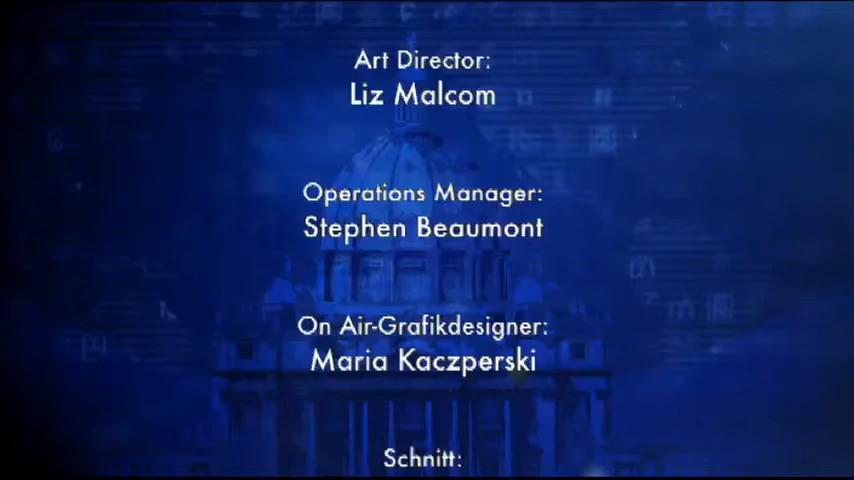 Art Director:
Liz Malcom
Operations Manager:
Stephen Beaumont
On Air-Grafikdesigner:
Maria Kaczperski
Schnitt: